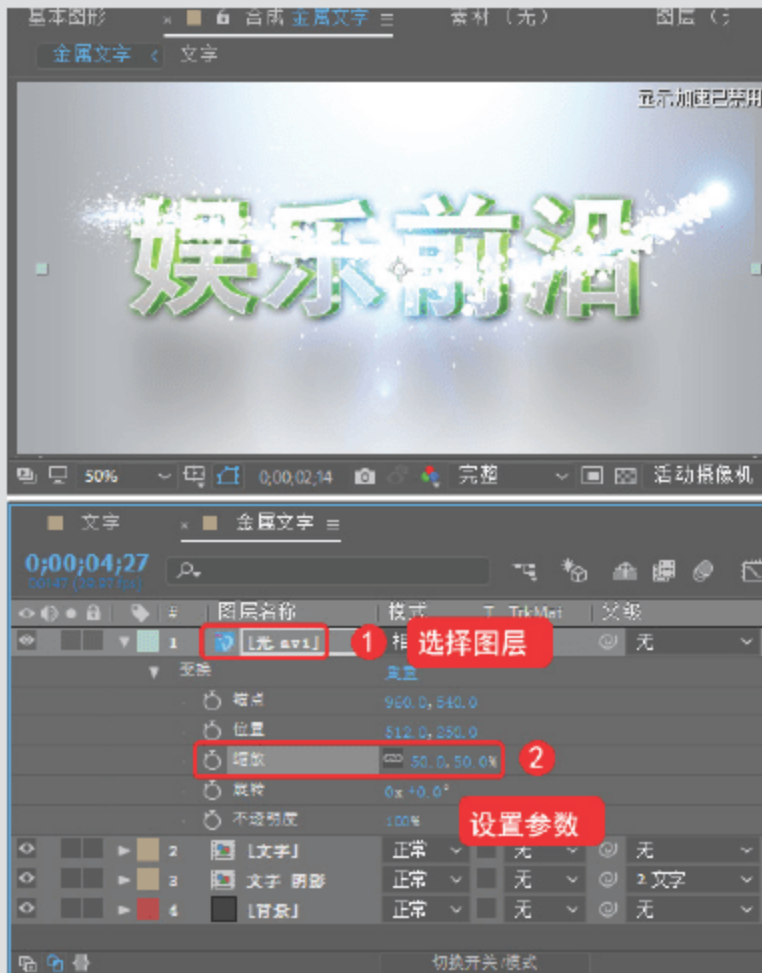 基本图形 合成 金属文字 素材（无） 图层（
金属文字 文字
显示加速已禁用
娱乐前沿
50% 0;00;02;14 完整 活动摄像机
文字 金属文字
0;00;04;27
# 图层名称 模式 T TrkMat 父级
1 [光.avi] 1 相 选择图层 无
变换 重置
锚点 960.0,540.0
位置 512.0,250.0
缩放 50.0,50.0% 2
旋转 0x+0.0°
不透明度 100% 设置参数
2 [文字] 正常 无 无
3 文字 阴影 正常 无 2.文字
4 [背景] 正常 无 无
切换开关/模式